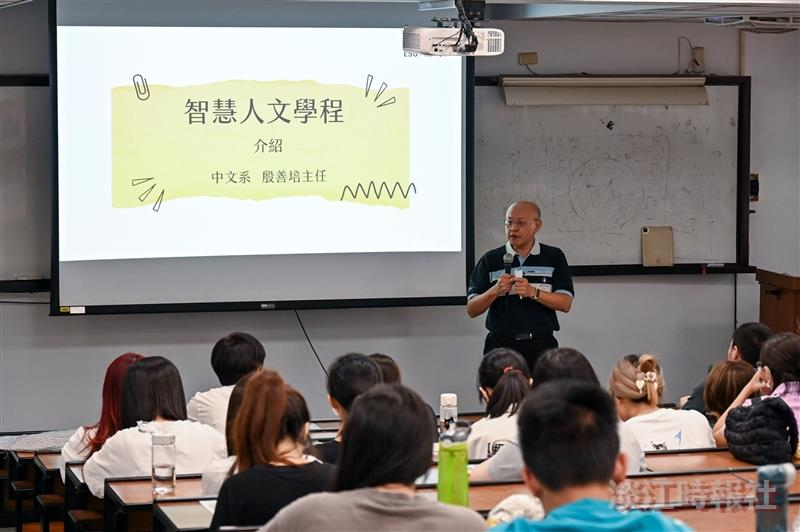 智慧人文學程
介紹
中文系 殷善培主任
淡江時報社